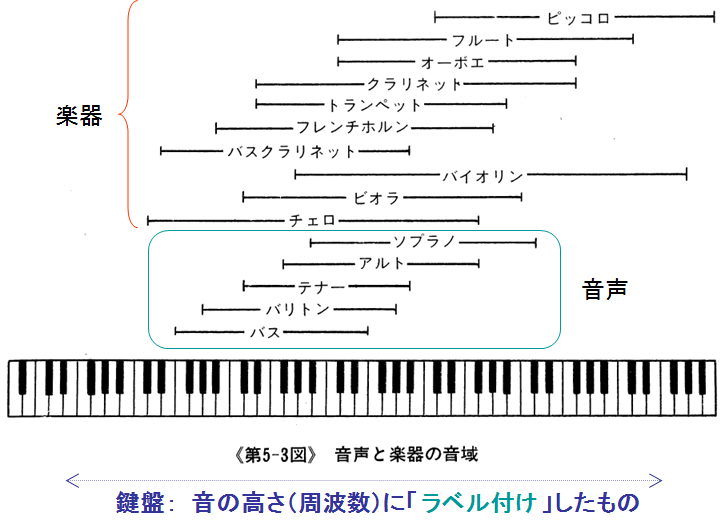 ピッコロ
フルート
オーボエ
クラリネット
トランペット
楽器
フレンチホルン
バスクラリネット
バイオリン
ビオラ
チェロ
ソプラノ
アルト
テナー
音声
バリトン
バス
《第5-3図》 音声と楽器の音域
鍵盤: 音の高さ(周波数)に「ラベル付け」したもの